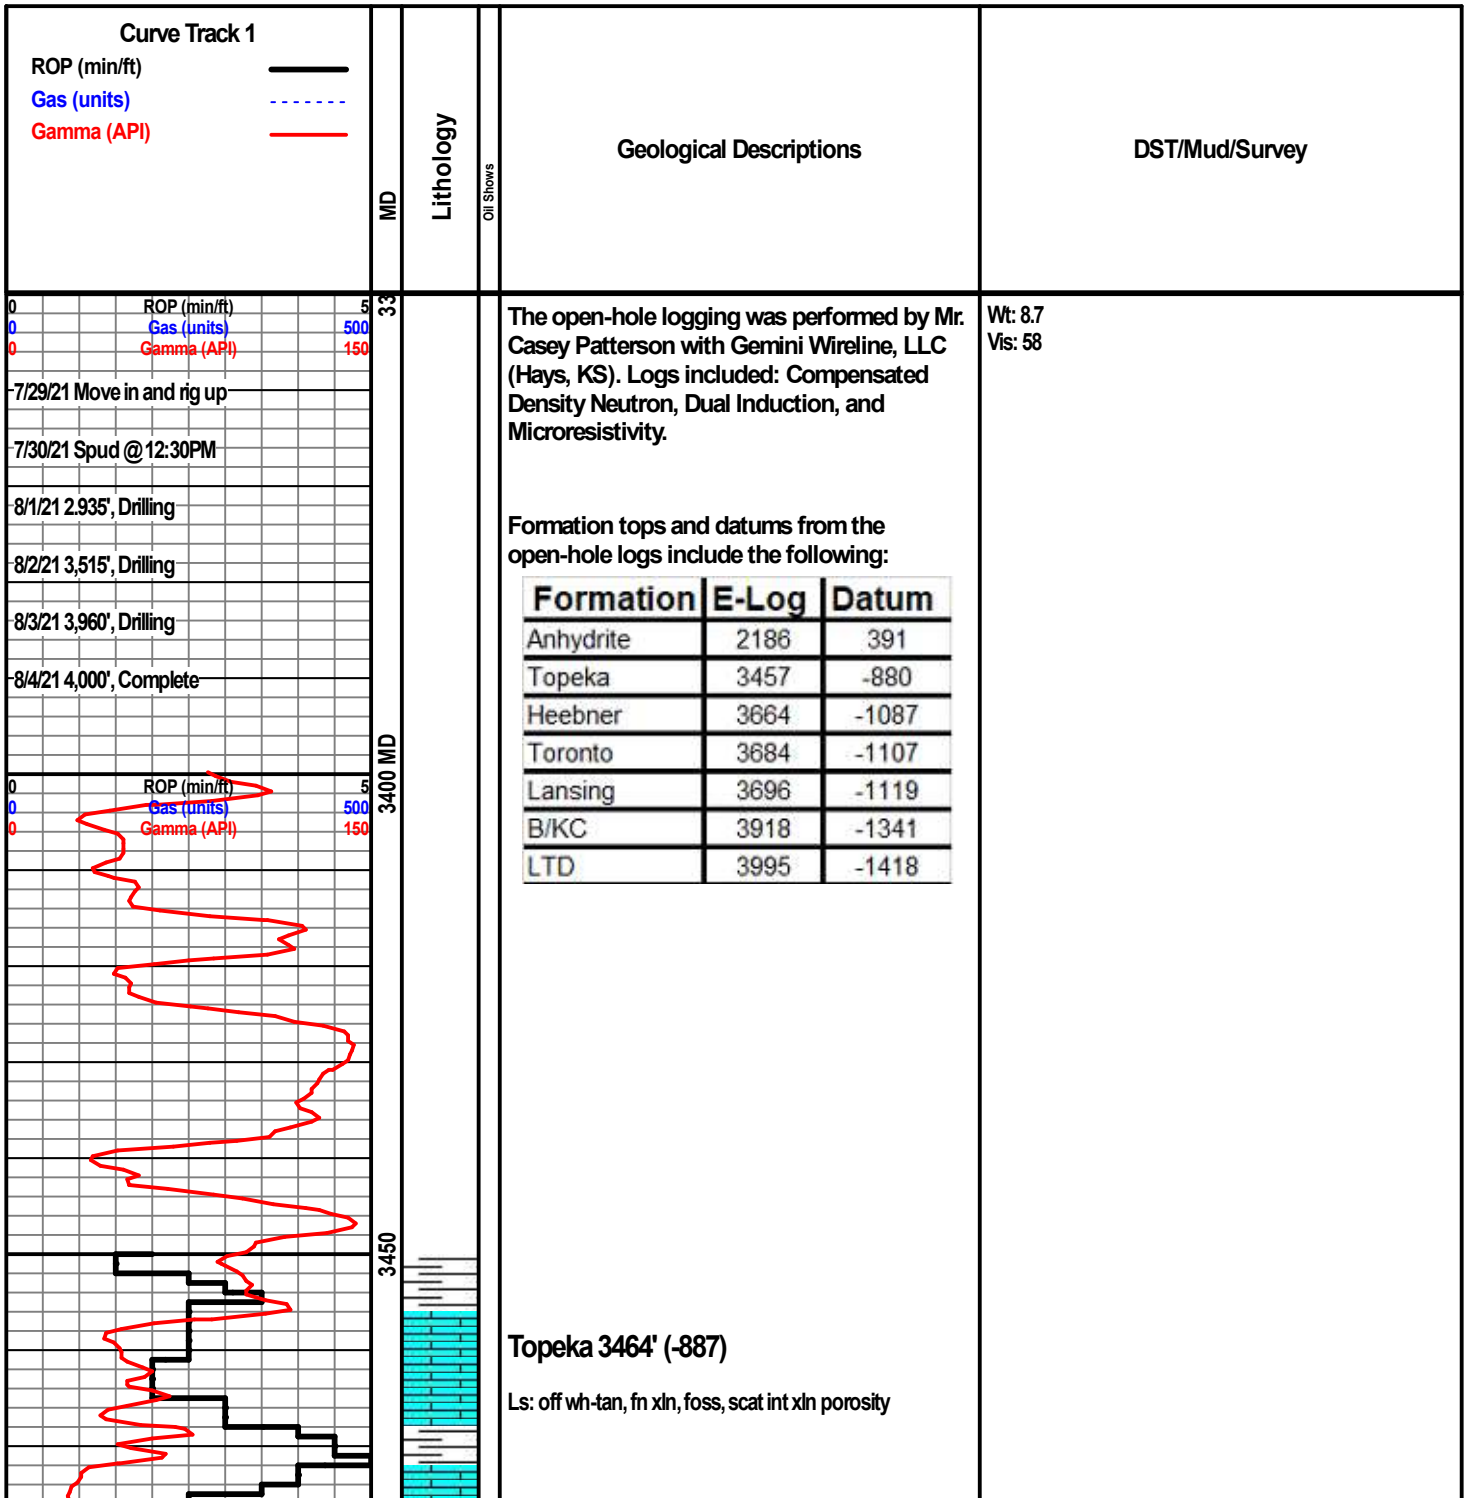 Curve Track 1
ROP (min/ft)
Gas (units)
Gamma (API)
MD
Lithology
Oil Shows
Geological Descriptions
DST/Mud/Survey
0 ROP (min/ft) 5
0 Gas (units) 500
0 Gamma (API) 150
33
7/29/21 Move in and rig up
7/30/21 Spud @ 12:30PM
8/1/21 2.935', Drilling
8/2/21 3,515', Drilling
8/3/21 3,960', Drilling
8/4/21 4,000', Complete
The open-hole logging was performed by Mr.
Casey Patterson with Gemini Wireline, LLC
(Hays, KS). Logs included: Compensated
Density Neutron, Dual Induction, and
Microresistivity.
Formation tops and datums from the
open-hole logs include the following:
Formation E-Log Datum
Anhydrite 2186 391
Topeka 3457 -880
Heebner 3664 -1087
Toronto 3684 -1107
Lansing 3696 -1119
B/KC 3918 -1341
LTD 3995 -1418
Wt: 8.7
Vis: 58
3400 MD
0 ROP (min/ft) 5
0 Gas (units) 500
0 Gamma (API) 150
3450
Topeka 3464' (-887)
Ls: off wh-tan, fn xln, foss, scat int xln porosity